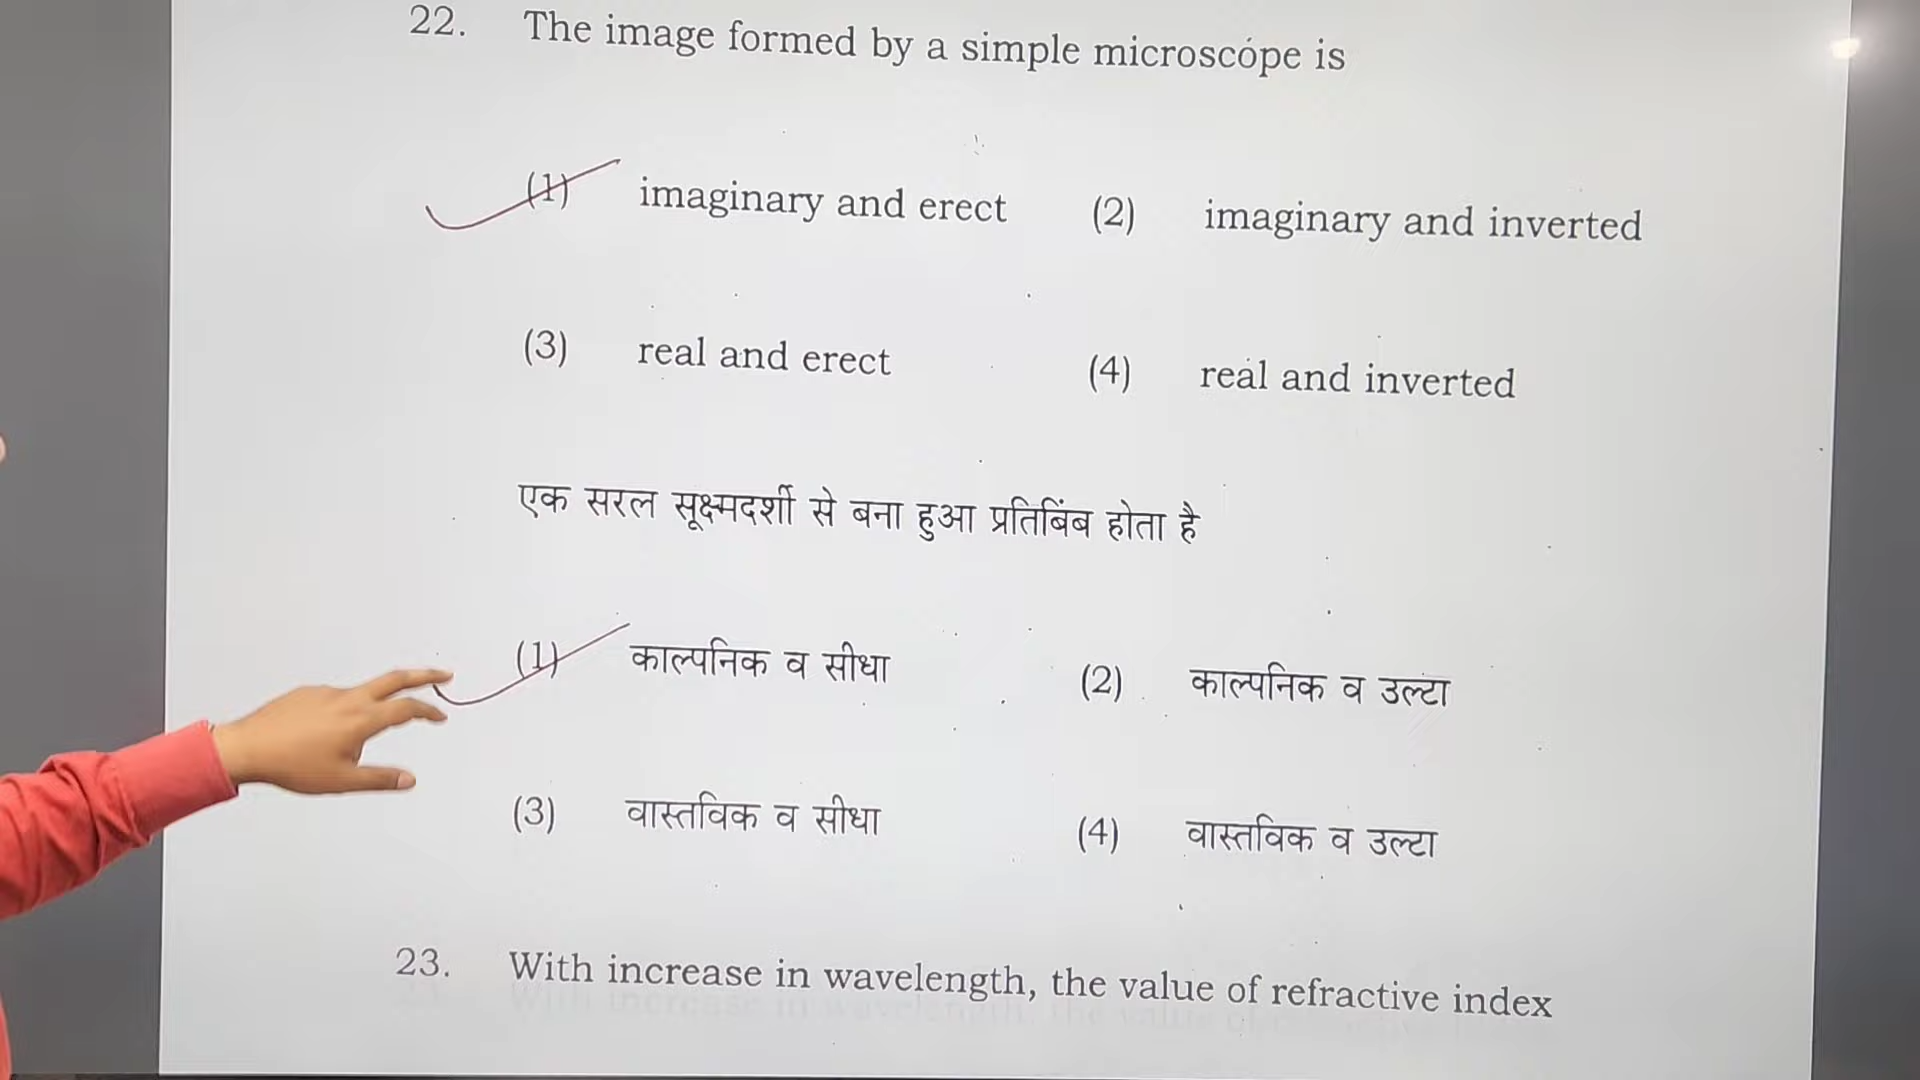 22. The image formed by a simple microscope is
(1) imaginary and erect (2) imaginary and inverted
(3) real and erect (4) real and inverted
एक सरल सूक्ष्मदर्शी से बना हुआ प्रतिबिंब होता है
(1) काल्पनिक व सीधा (2) काल्पनिक व उल्टा
(3) वास्तविक व सीधा (4) वास्तविक व उल्टा
23. With increase in wavelength, the value of refractive index